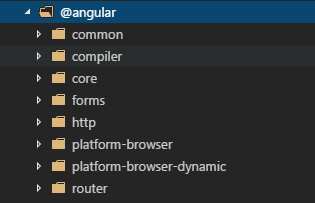 @angular
common
compiler
core
forms
http
platform-browser
platform-browser-dynamic
router